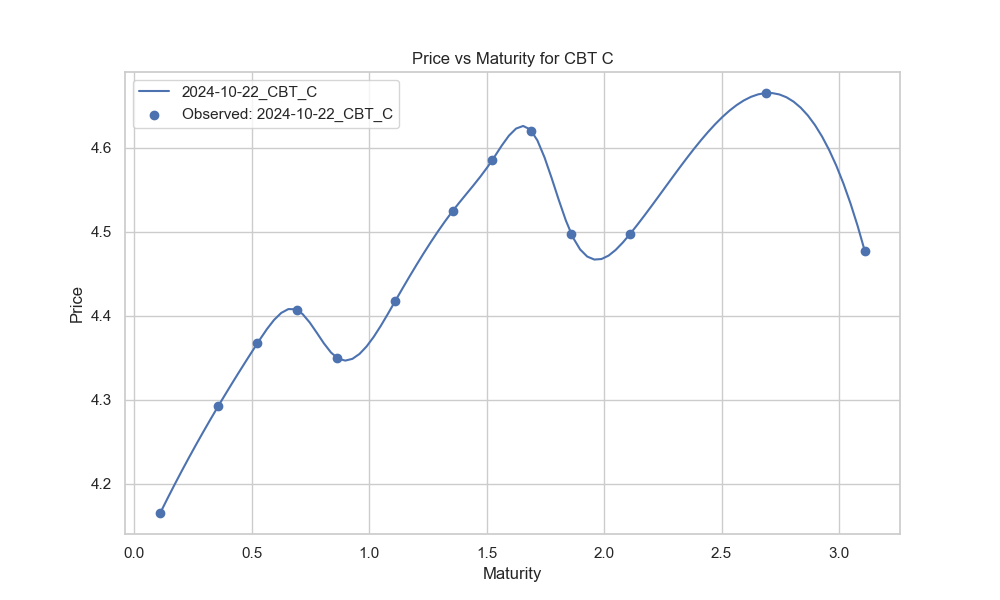 Price vs Maturity for CBT C
2024-10-22_CBT_C
Observed: 2024-10-22_CBT_C
4.6
4.5
4.4
4.3
4.2
Price
0.0 0.5 1.0 1.5 2.0 2.5 3.0
Maturity